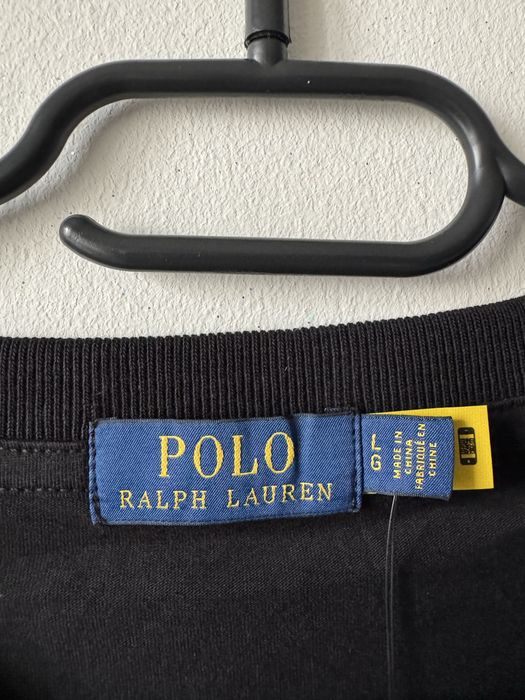 POLO
RALPH LAUREN
L/G
MADE IN
CHINA
FABRIQUÉ EN
CHINE